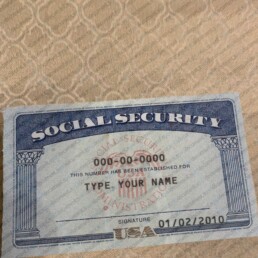 SOCIAL SECURITY
000-00-0000
THIS NUMBER HAS BEEN ESTABLISHED FOR
TYPE YOUR NAME
SIGNATURE
01/02/2010
USA